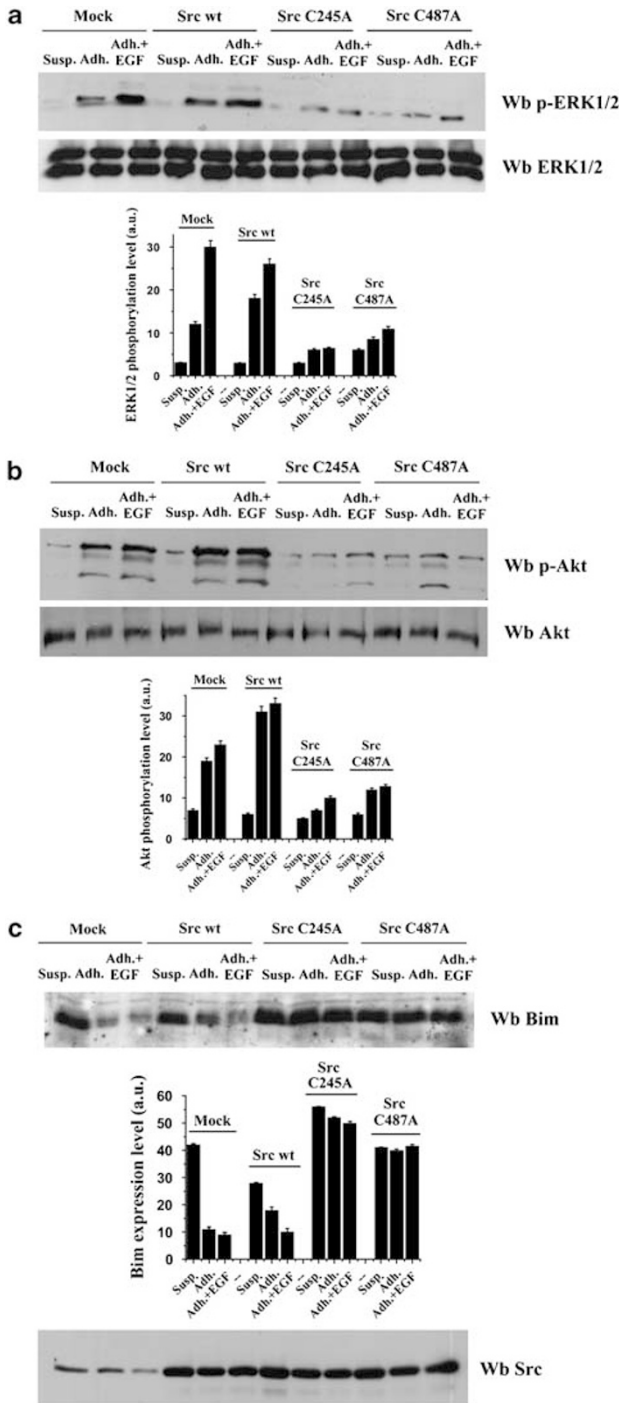 a
Mock Src wt Src C245A Src C487A
Adh.+ Adh.+ Adh.+ Adh.+
Susp. Adh. EGF Susp. Adh. EGF Susp. Adh. EGF Susp. Adh. EGF
Wb p-ERK1/2
Wb ERK1/2
ERK1/2 phosphorylation level (a.u.)
30
20
10
0
Mock
Src wt
Src C245A
Src C487A
Susp. Adh. Adh.+EGF -- Susp. Adh. Adh.+EGF -- Susp. Adh. Adh.+EGF -- Susp. Adh. Adh.+EGF
b
Mock Src wt Src C245A Src C487A
Adh.+ Adh.+ Adh.+ Adh.+
Susp. Adh. EGF Susp. Adh. EGF Susp. Adh. EGF Susp. Adh. EGF
Wb p-Akt
Wb Akt
Akt phosphorylation level (a.u.)
30
20
10
0
Mock
Src wt
Src C245A
Src C487A
Susp. Adh. Adh.+EGF -- Susp. Adh. Adh.+EGF -- Susp. Adh. Adh.+EGF -- Susp. Adh. Adh.+EGF
c
Mock Src wt Src C245A Src C487A
Adh.+ Adh.+ Adh.+ Adh.+
Susp. Adh. EGF Susp. Adh. EGF Susp. Adh. EGF Susp. Adh. EGF
Wb Bim
Bim expression level (a.u.)
60
50
40
30
20
10
0
Mock
Src wt
Src C245A
Src C487A
Susp. Adh. Adh.+EGF -- Susp. Adh. Adh.+EGF -- Susp. Adh. Adh.+EGF -- Susp. Adh. Adh.+EGF
Wb Src